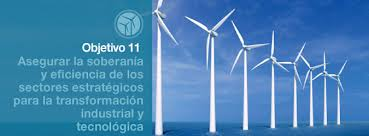 Objetivo 11
Asegurar la soberanía
y eficiencia de los
sectores estratégicos
para la transformación
industrial y
tecnológica